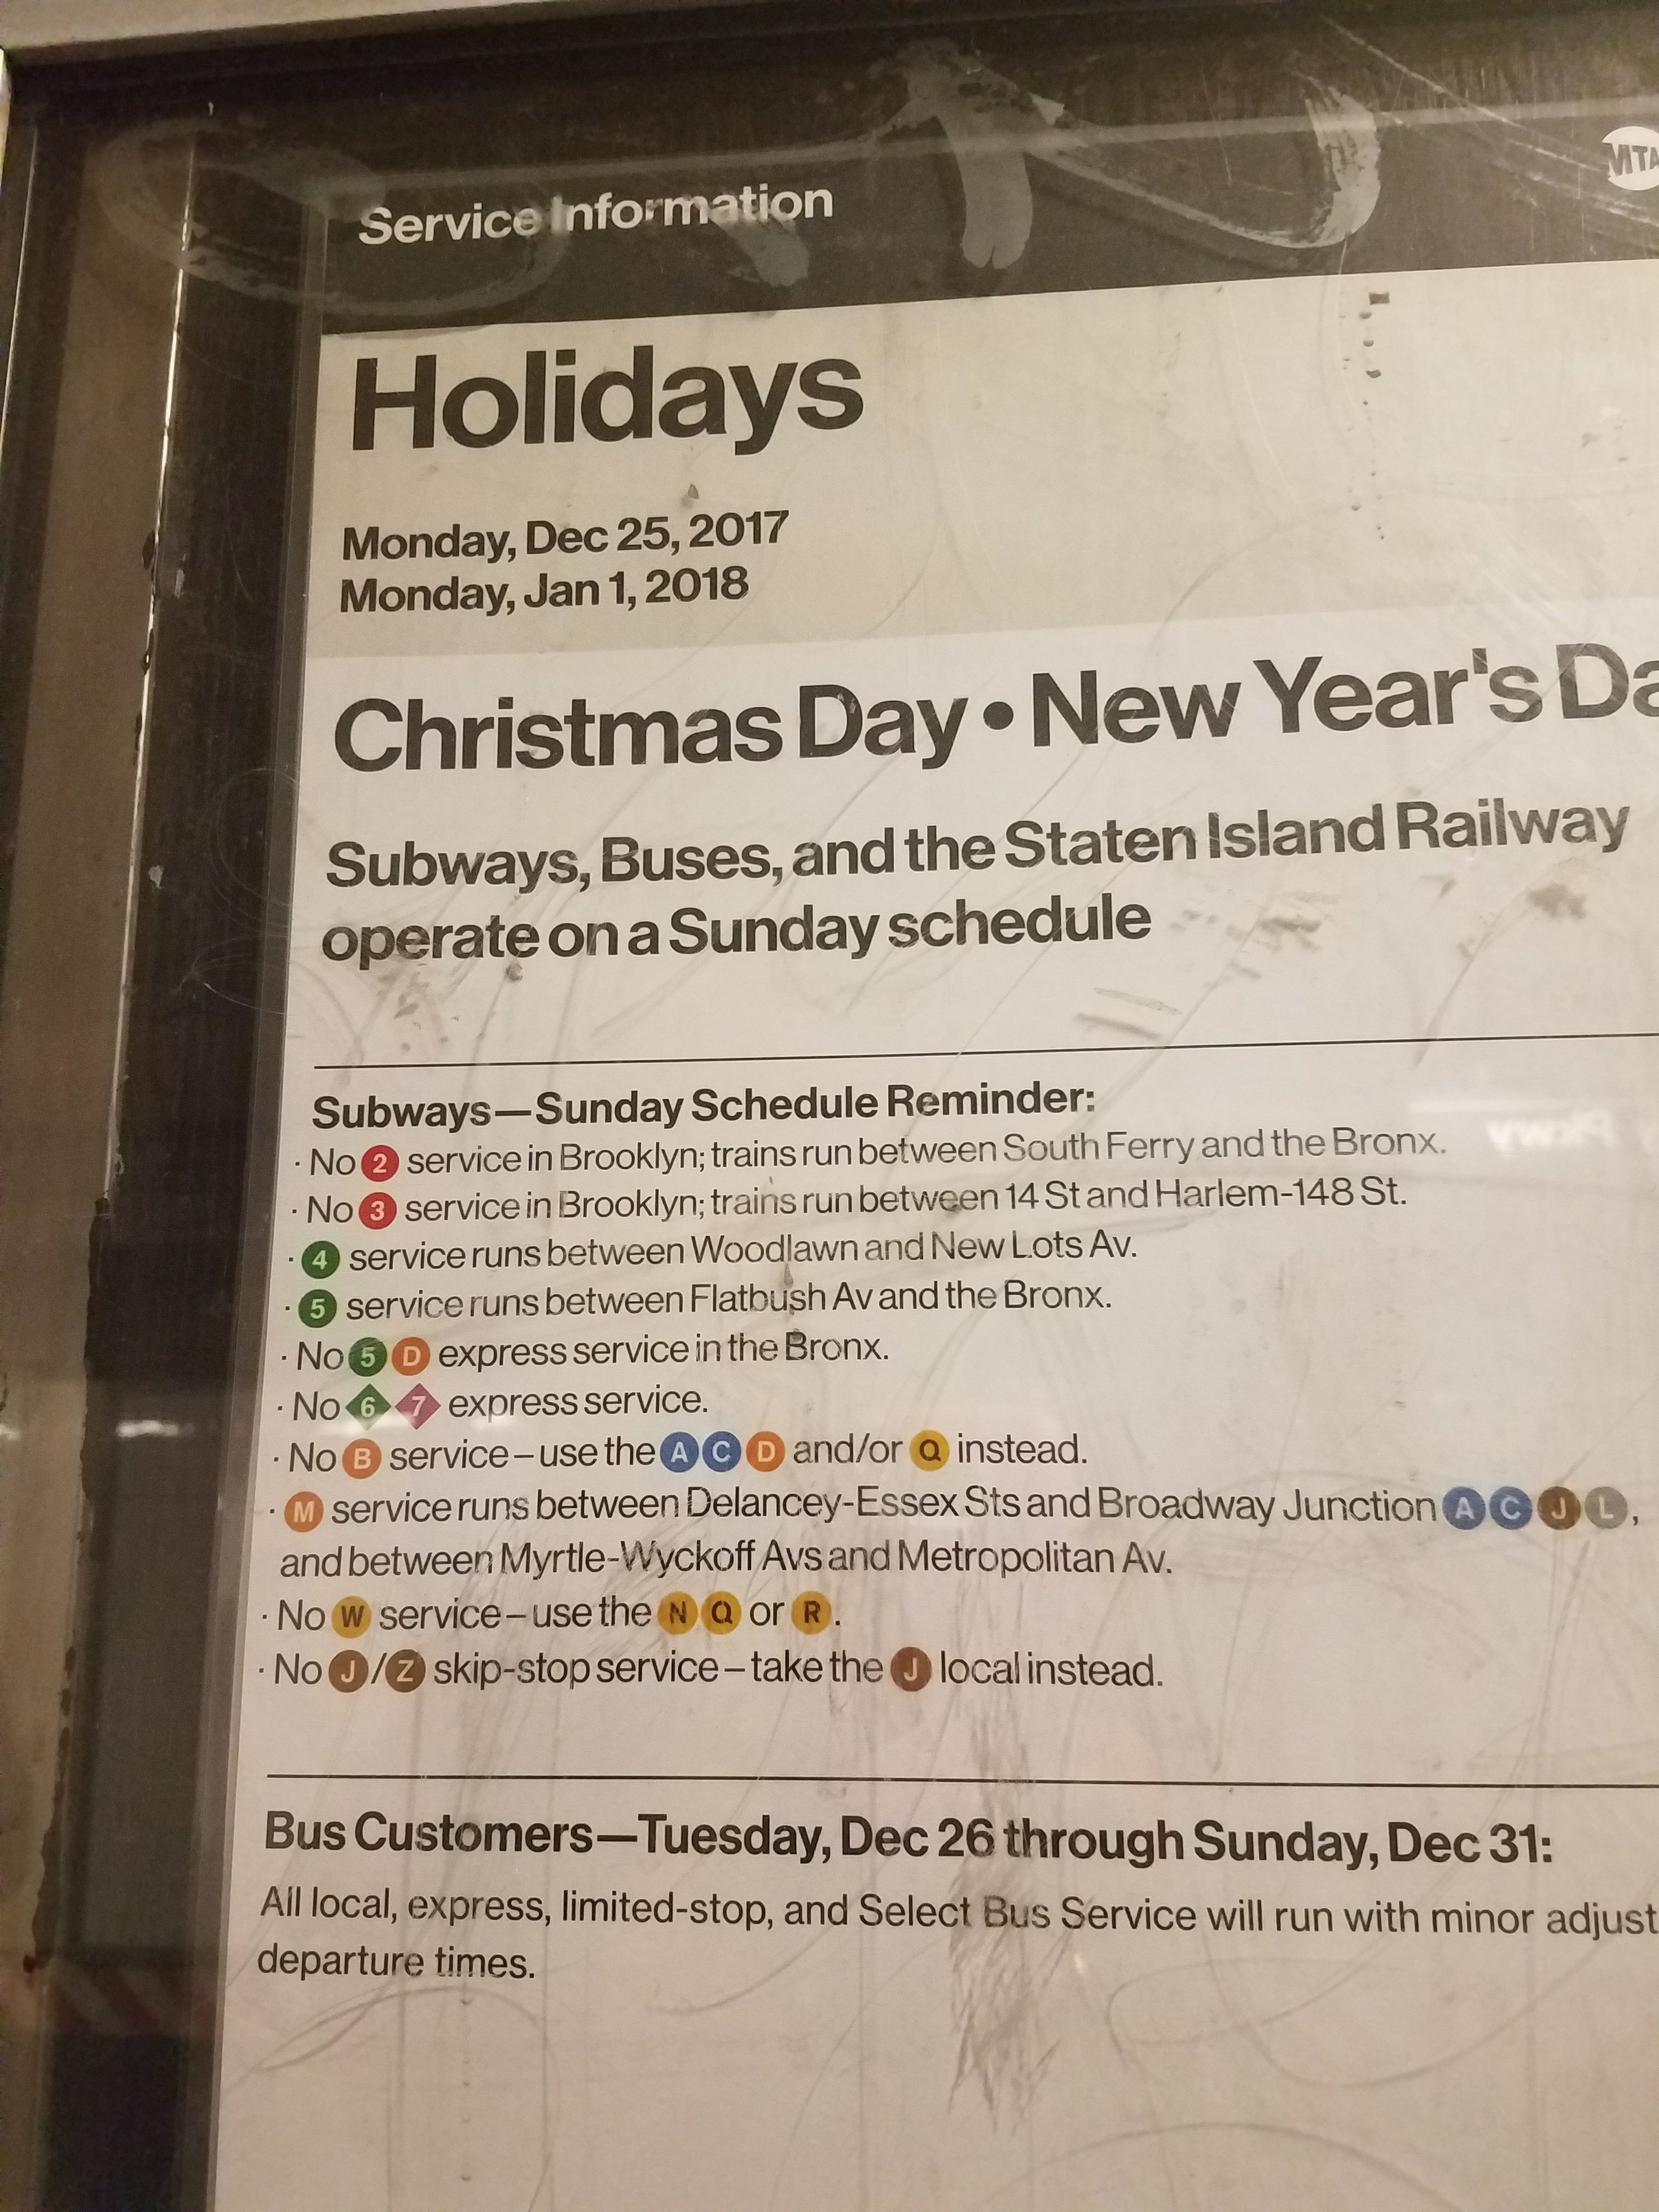 MTA
Service Information
Holidays
Monday, Dec 25, 2017
Monday, Jan 1, 2018
Christmas Day • New Year's Da
Subways, Buses, and the Staten Island Railway
operate on a Sunday schedule
Subways—Sunday Schedule Reminder:
· No 2 service in Brooklyn; trains run between South Ferry and the Bronx.
· No 3 service in Brooklyn; trains run between 14 St and Harlem-148 St.
· 4 service runs between Woodlawn and New Lots Av.
· 5 service runs between Flatbush Av and the Bronx.
· No 5 D express service in the Bronx.
· No 6 7 express service.
· No B service – use the A C D and/or Q instead.
· M service runs between Delancey-Essex Sts and Broadway Junction A C J L,
and between Myrtle-Wyckoff Avs and Metropolitan Av.
· No W service – use the N Q or R.
· No J/Z skip-stop service – take the J local instead.
Bus Customers—Tuesday, Dec 26 through Sunday, Dec 31:
All local, express, limited-stop, and Select Bus Service will run with minor adjust
departure times.